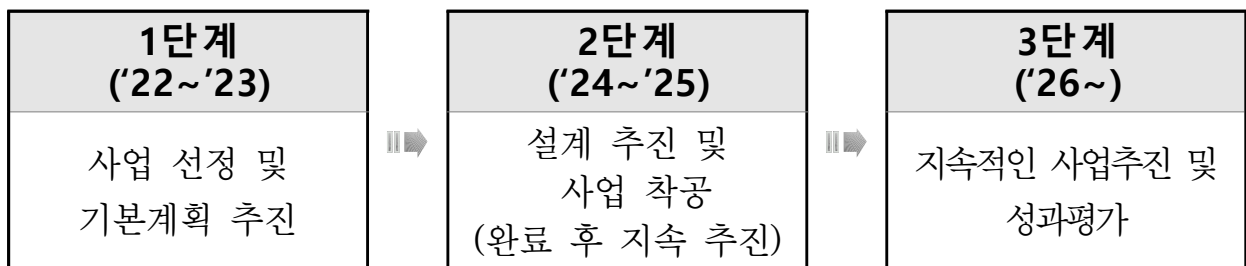 1단계
(‘22~’23)
사업 선정 및
기본계획 추진
2단계
(‘24~’25)
설계 추진 및
사업 착공
(완료 후 지속 추진)
3단계
(‘26~)
지속적인 사업추진 및
성과평가